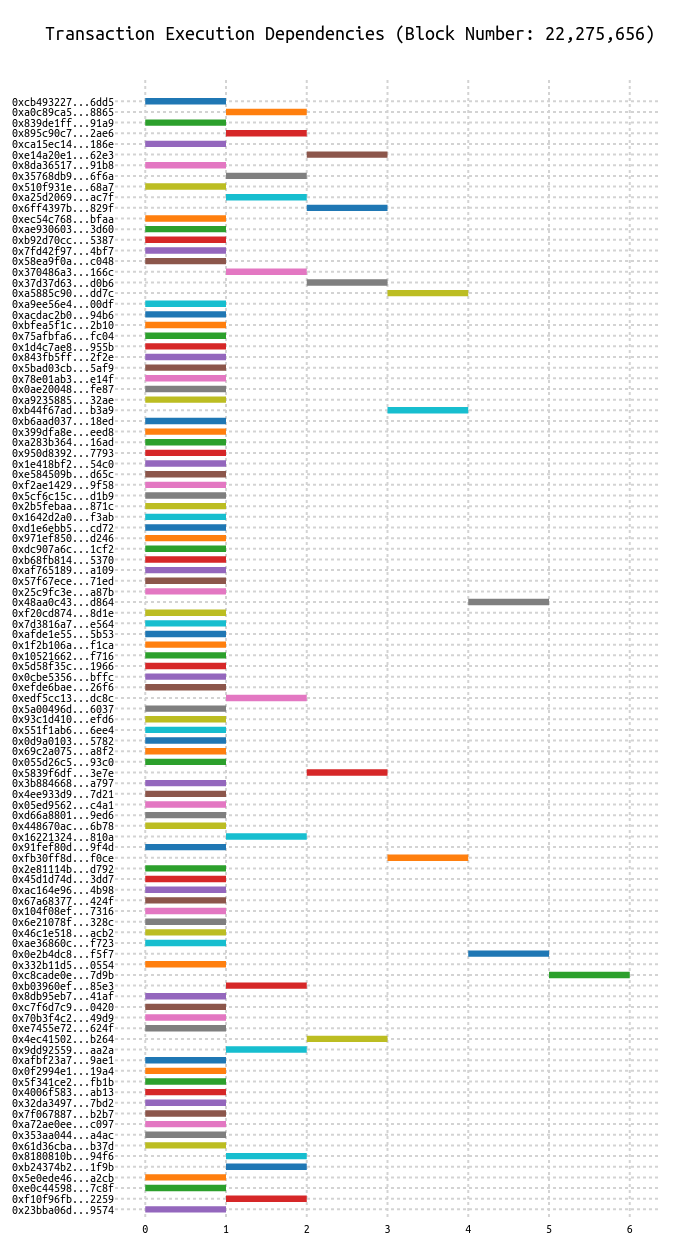 Transaction Execution Dependencies (Block Number: 22,275,656)
0xcb493227...6dd5
0xa0c89ca5...8865
0x839de1ff...91a9
0x895c90c7...2ae6
0xca15ec14...186e
0xe14a20e1...62e3
0x8da36517...91b8
0x35768db9...6f6a
0x510f931e...68a7
0xa25d2069...ac7f
0x6ff4397b...829f
0xec54c768...bfaa
0xae930603...3d60
0xb92d70cc...5387
0x7fd42f97...4bf7
0x58ea9f0a...c048
0x370486a3...166c
0x37d37d63...d0b6
0xa5885c90...dd7c
0xa9ee56e4...00df
0xacdac2b0...94b6
0xbfea5f1c...2b10
0x75afbfa6...fc04
0x1d4c7ae8...955b
0x843fb5ff...2f2e
0x5bad03cb...5af9
0x78e01ab3...e14f
0x0ae20048...fe87
0xa9235885...32ae
0xb44f67ad...b3a9
0xb6aad037...18ed
0x399dfa8e...eed8
0xa283b364...16ad
0x950d8392...7793
0x1e418bf2...54c0
0xe584509b...d65c
0xf2ae1429...9f58
0x5cf6c15c...d1b9
0x2b5febaa...871c
0x1642d2a0...f3ab
0xd1e6ebb5...cd72
0x971ef850...d246
0xdc907a6c...1cf2
0xb68fb814...5370
0xaf765189...a109
0x57f67ece...71ed
0x25c9fc3e...a87b
0x48aa0c43...d864
0xf20cd874...8d1e
0x7d3816a7...e564
0xafde1e55...5b53
0x1f2b106a...f1ca
0x10521662...f716
0x5d58f35c...1966
0x0cbe5356...bffc
0xefde6bae...26f6
0xedf5cc13...dc8c
0x5a00496d...6037
0x93c1d410...efd6
0x551f1ab6...6ee4
0x0d9a0103...5782
0x69c2a075...a8f2
0x055d26c5...93c0
0x5839f6df...3e7e
0x3b884668...a797
0x4ee933d9...7d21
0x05ed9562...c4a1
0xd66a8801...9ed6
0x448670ac...6b78
0x16221324...810a
0x91fef80d...9f4d
0xfb30ff8d...f0ce
0x2e81114b...d792
0x45d1d74d...3dd7
0xac164e96...4b98
0x67a68377...424f
0x104f08ef...7316
0x6e21078f...328c
0x46c1e518...acb2
0xae36860c...f723
0x0e2b4dc8...f5f7
0x332b11d5...0554
0xc8cade0e...7d9b
0xb03960ef...85e3
0x8db95eb7...41af
0xc7f6d7c9...0420
0x70b3f4c2...49d9
0xe7455e72...624f
0x4ec41502...b264
0x9dd92559...aa2a
0xafbf23a7...9ae1
0x0f2994e1...19a4
0x5f341ce2...fb1b
0x4006f583...ab13
0x32da3497...7bd2
0x7f067887...b2b7
0xa72ae0ee...c097
0x353aa044...a4ac
0x61d36cba...b37d
0x8180810b...94f6
0xb24374b2...1f9b
0x5e0ede46...a2cb
0xe0c44598...7c8f
0xf10f96fb...2259
0x23bba06d...9574
0 1 2 3 4 5 6